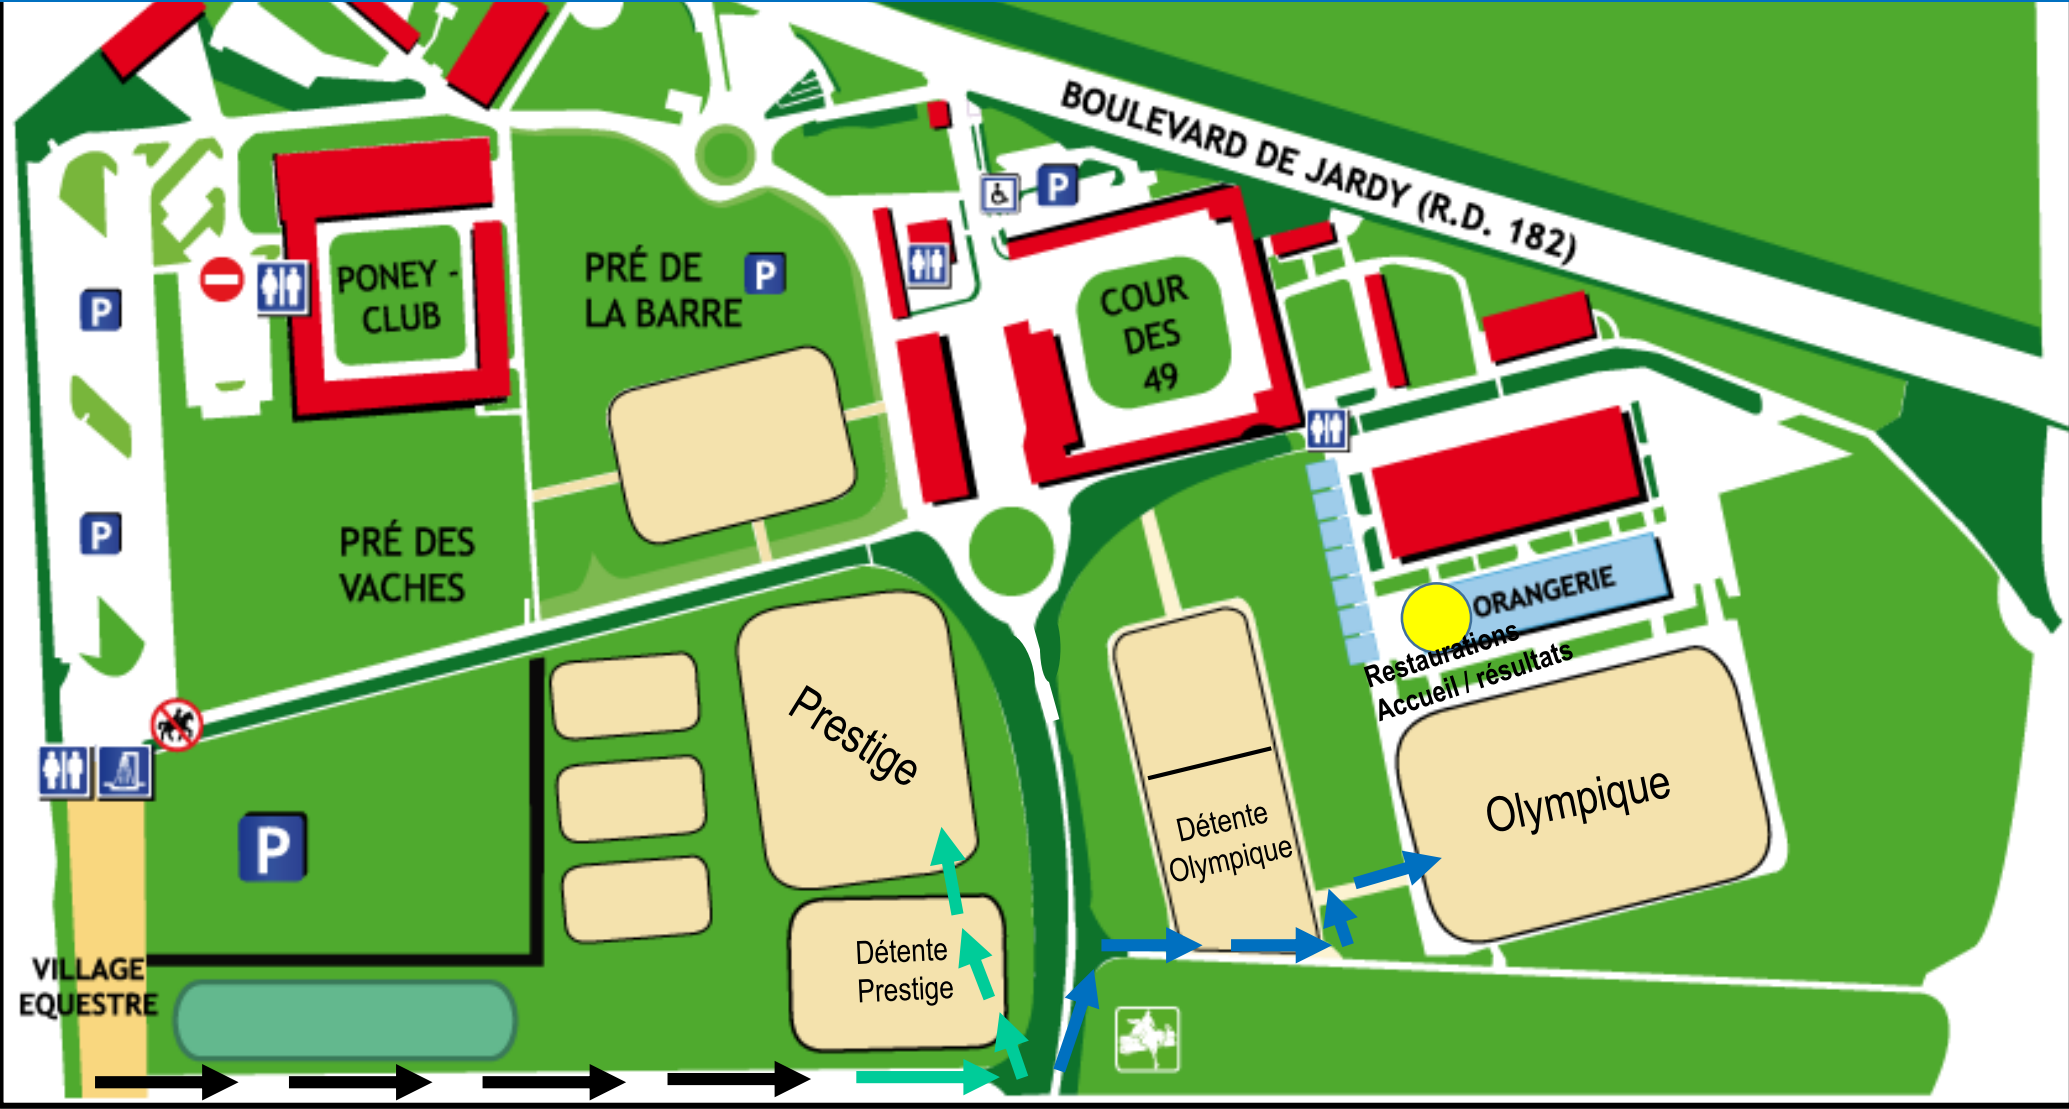 BOULEVARD DE JARDY (R.D. 182)
P
PONEY -
CLUB
PRÉ DE
LA BARRE
P
COUR
DES
49
P
P
PRÉ DES
VACHES
ORANGERIE
Restaurations
Accueil / résultats
Prestige
Olympique
Détente
Olympique
P
Détente
Prestige
VILLAGE
EQUESTRE